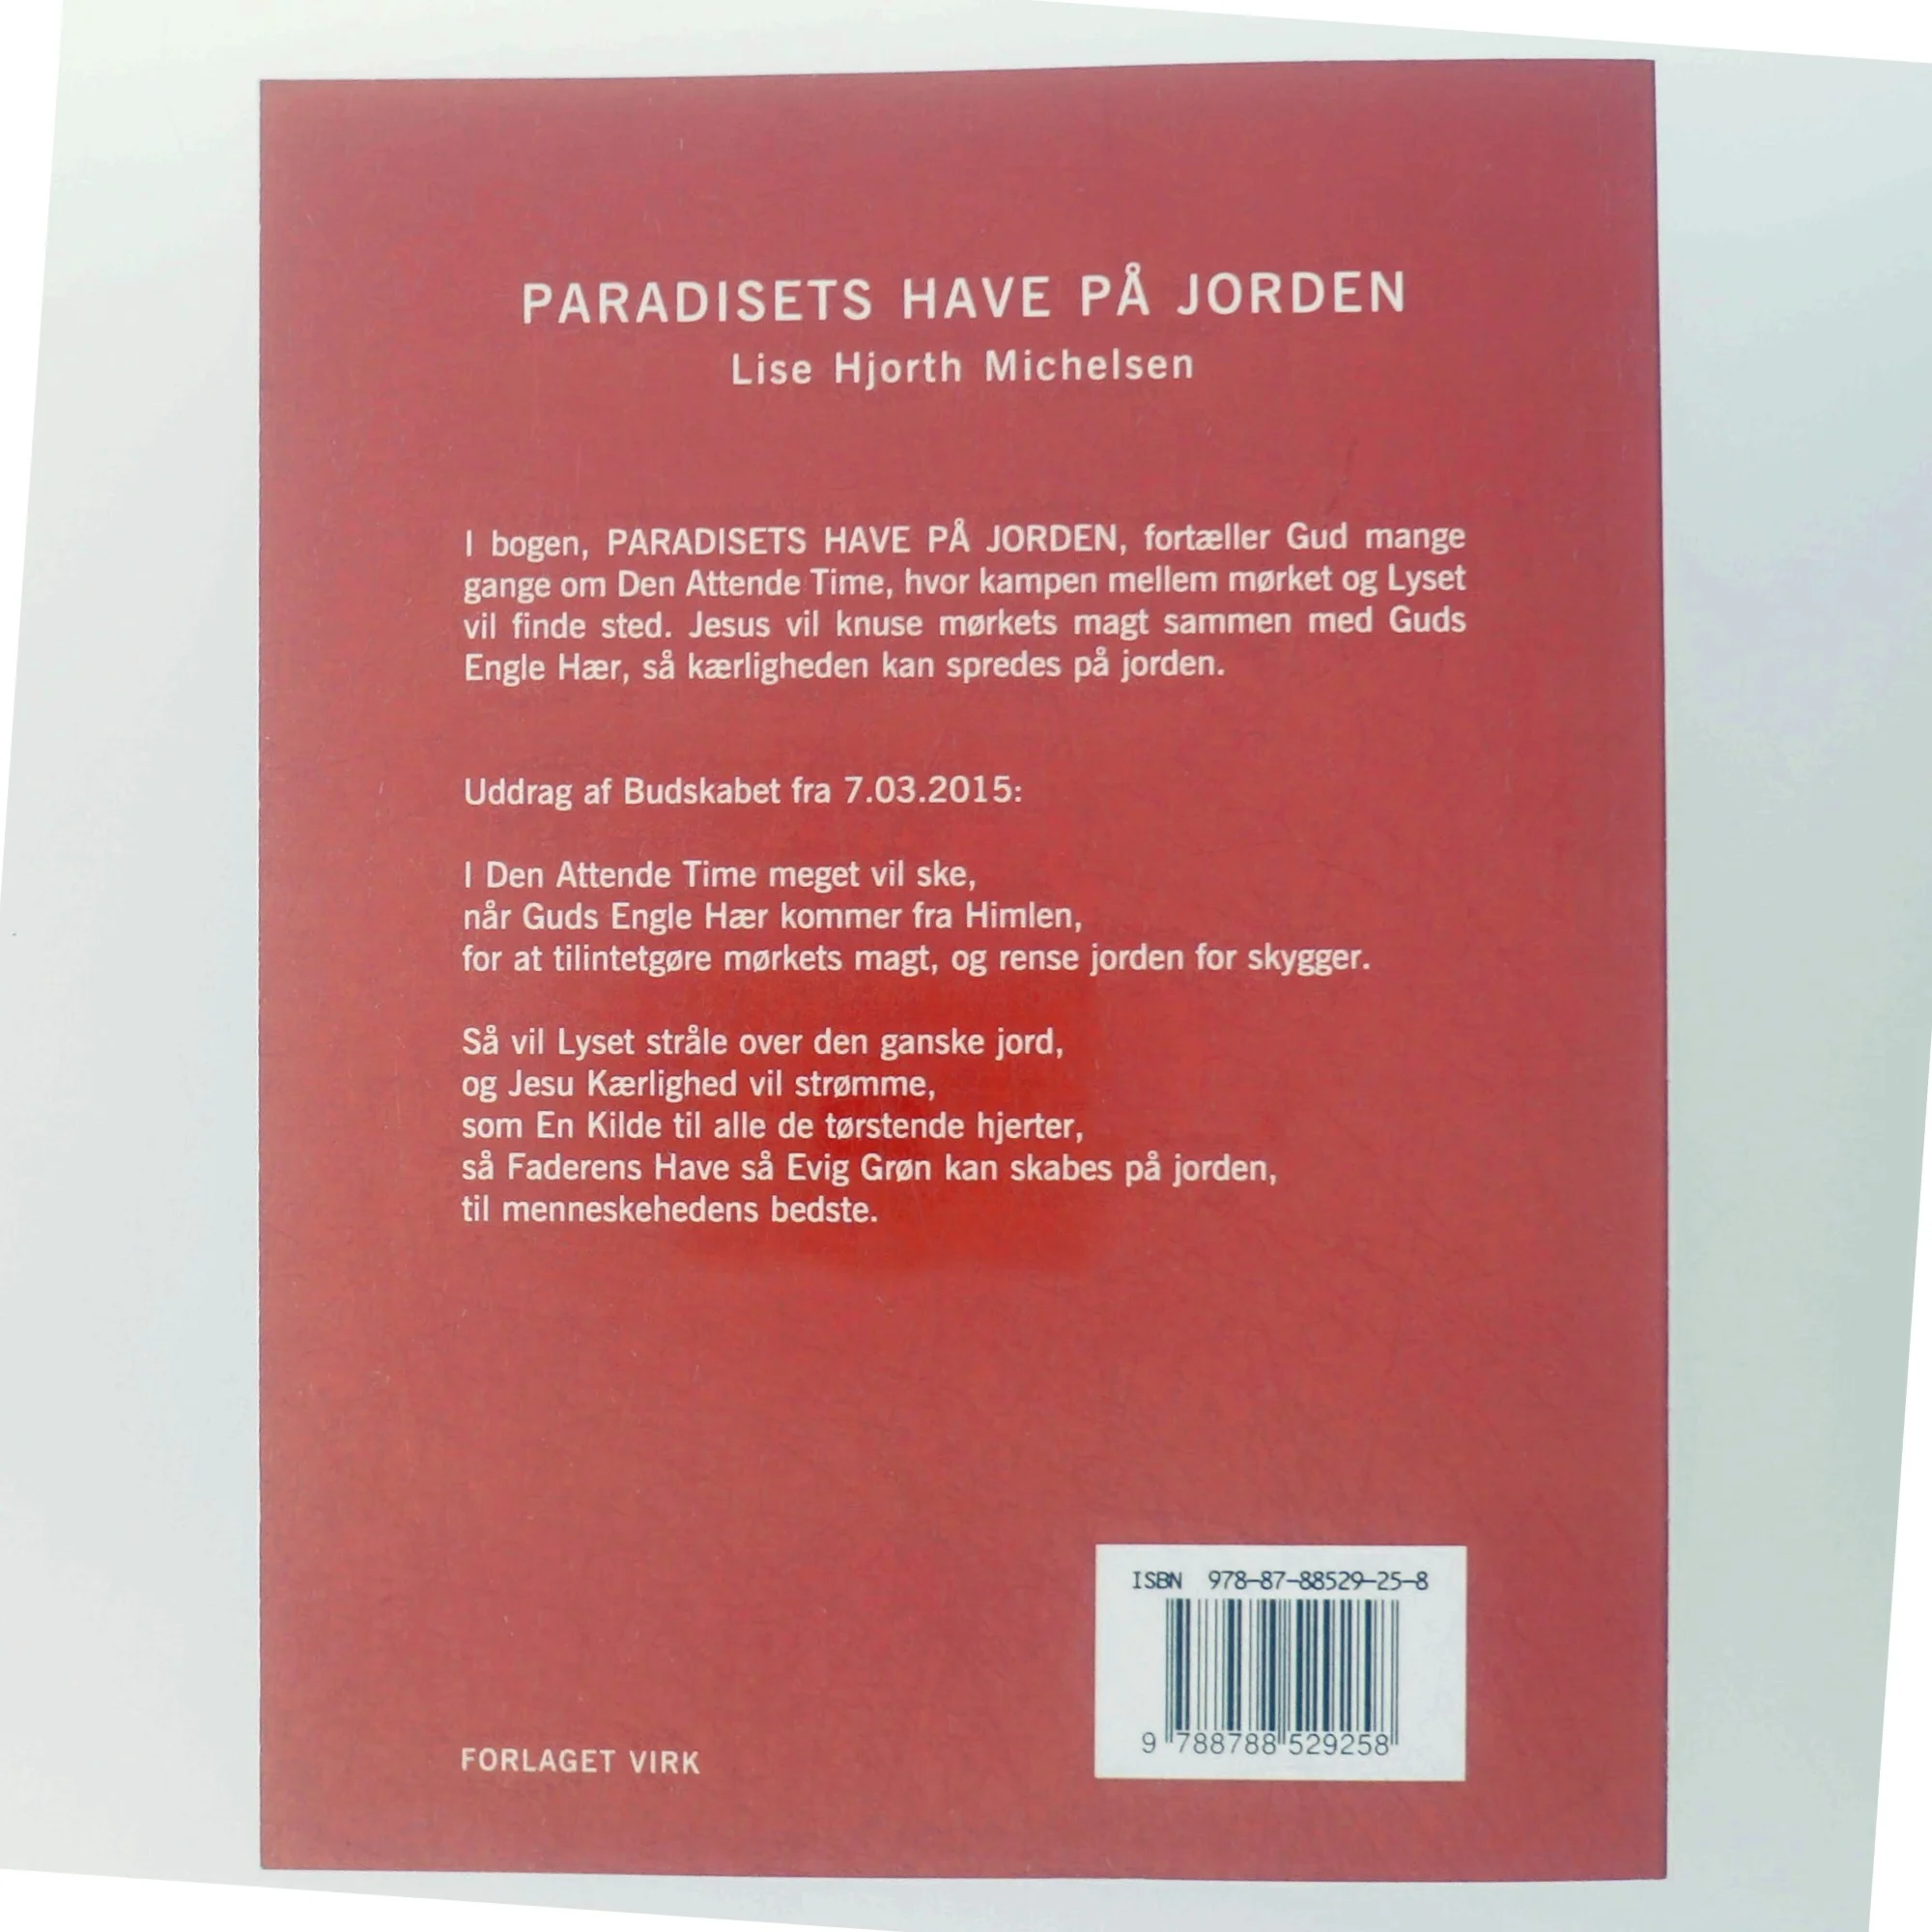 PARADISETS HAVE PÅ JORDEN
Lise Hjorth Michelsen
I bogen, PARADISETS HAVE PÅ JORDEN, fortæller Gud mange
gange om Den Attende Time, hvor kampen mellem mørket og Lyset
vil finde sted. Jesus vil knuse mørkets magt sammen med Guds
Engle Hær, så kærligheden kan spredes på jorden.
Uddrag af Budskabet fra 7.03.2015:
I Den Attende Time meget vil ske,
når Guds Engle Hær kommer fra Himlen,
for at tilintetgøre mørkets magt, og rense jorden for skygger.
Så vil Lyset stråle over den ganske jord,
og Jesu Kærlighed vil strømme,
som En Kilde til alle de tørstende hjerter,
så Faderens Have så Evig Grøn kan skabes på jorden,
til menneskehedens bedste.
ISBN 978-87-88529-25-8
9 788788 529258
FORLAGET VIRK